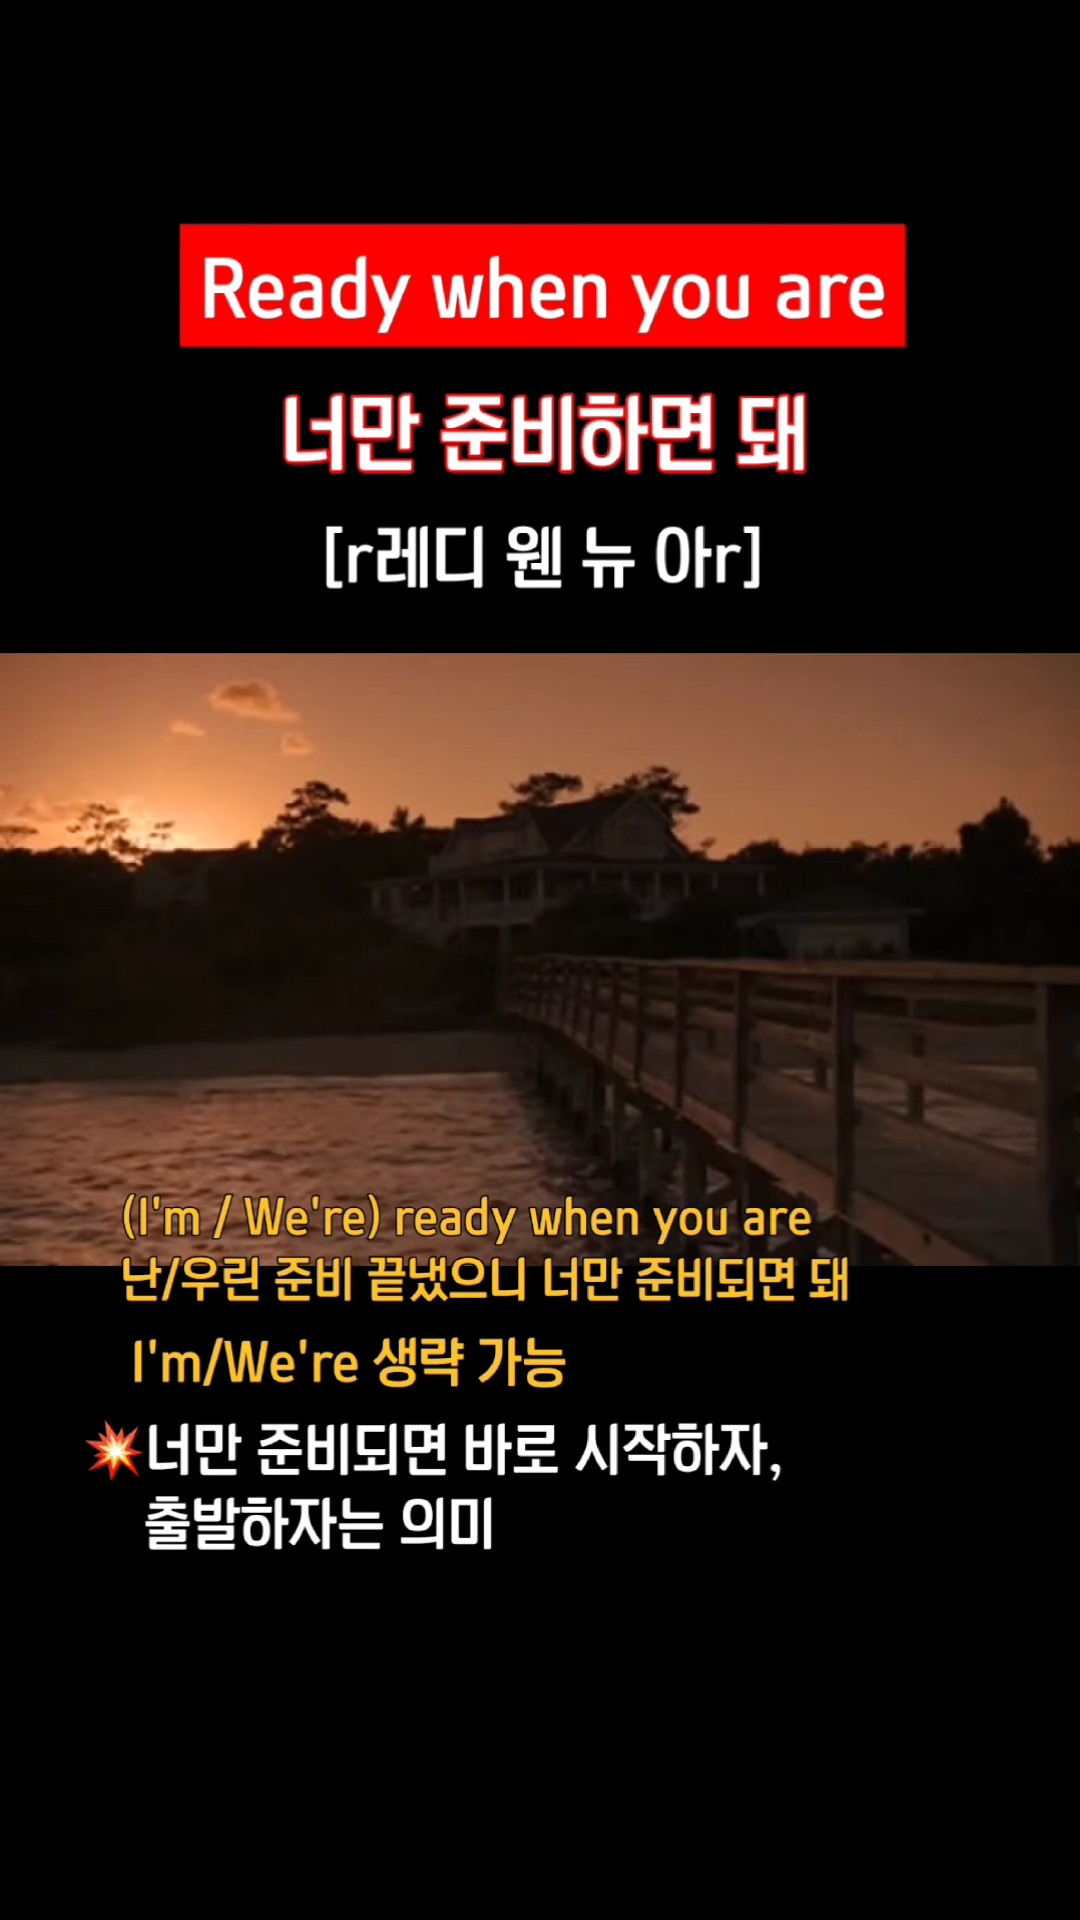 Ready when you are
너만 준비하면 돼
[r레디 웬 뉴 아r]
(I'm / We're) ready when you are
난/우린 준비 끝냈으니 너만 준비되면 돼
I'm/We're 생략 가능
💥너만 준비되면 바로 시작하자,
출발하자는 의미